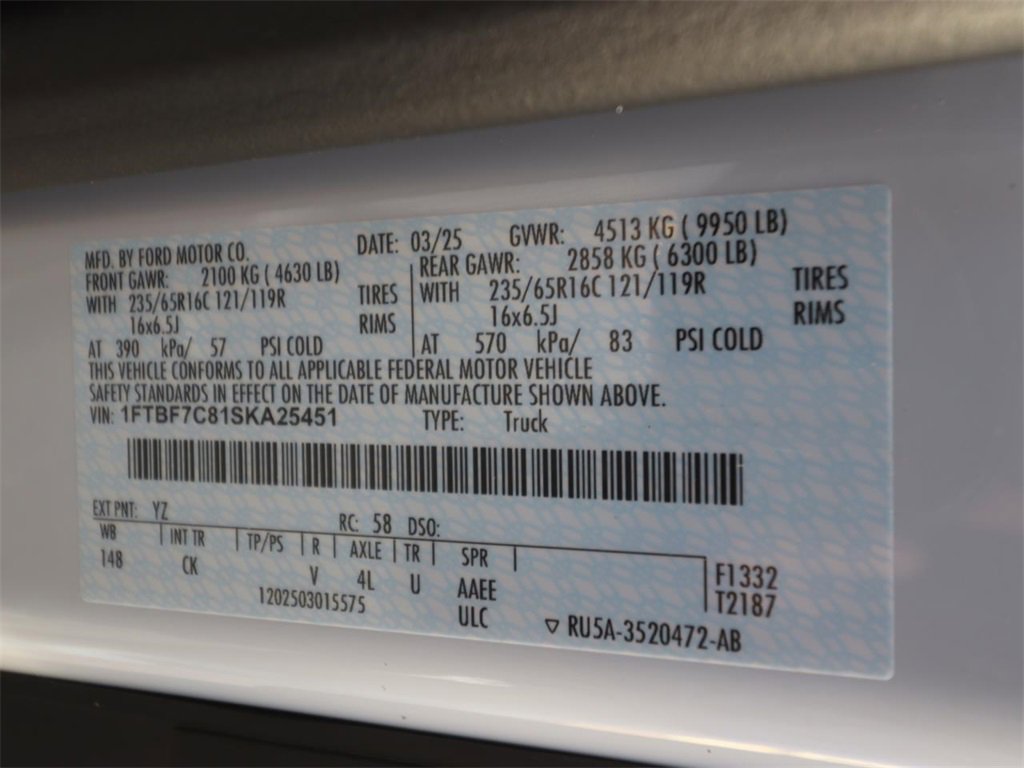 MFD. BY FORD MOTOR CO. DATE: 03/25 GVWR: 4513 KG ( 9950 LB)
FRONT GAWR: 2100 KG ( 4630 LB) REAR GAWR: 2858 KG ( 6300 LB)
WITH 235/65R16C 121/119R TIRES WITH 235/65R16C 121/119R TIRES
16x6.5J RIMS 16x6.5J RIMS
AT 390 kPa/ 57 PSI COLD AT 570 kPa/ 83 PSI COLD
THIS VEHICLE CONFORMS TO ALL APPLICABLE FEDERAL MOTOR VEHICLE
SAFETY STANDARDS IN EFFECT ON THE DATE OF MANUFACTURE SHOWN ABOVE.
VIN: 1FTBF7C81SKA25451 TYPE: Truck
EXT PNT: YZ RC: 58 DSO:
WB INT TR TP/PS R AXLE TR SPR
148 CK V 4L U AAEE F1332
1202503015575 ULC T2187
▽ RU5A-3520472-AB